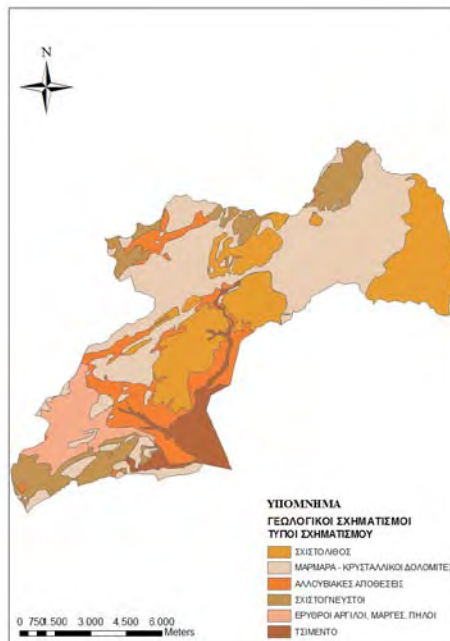 N
ΥΠΟΜΝΗΜΑ
ΓΕΩΛΟΓΙΚΟΙ ΣΧΗΜΑΤΙΣΜΟΙ
ΤΥΠΟΙ ΣΧΗΜΑΤΙΣΜΟΥ
ΣΧΙΣΤΟΛΙΘΟΣ
ΜΑΡΜΑΡΑ - ΚΡΥΣΤΑΛΛΙΚΟΙ ΔΟΛΟΜΙΤΕΣ
ΑΛΛΟΥΒΙΑΚΕΣ ΑΠΟΘΕΣΕΙΣ
ΣΧΙΣΤΟΓΝΕΥΣΤΟΙ
ΕΡΥΘΡΟΙ ΑΡΓΙΛΟΙ, ΜΑΡΓΕΣ, ΠΗΛΟΙ
ΤΣΙΜΕΝΤΟ
0 750 1.500 3.000 4.500 6.000
Meters